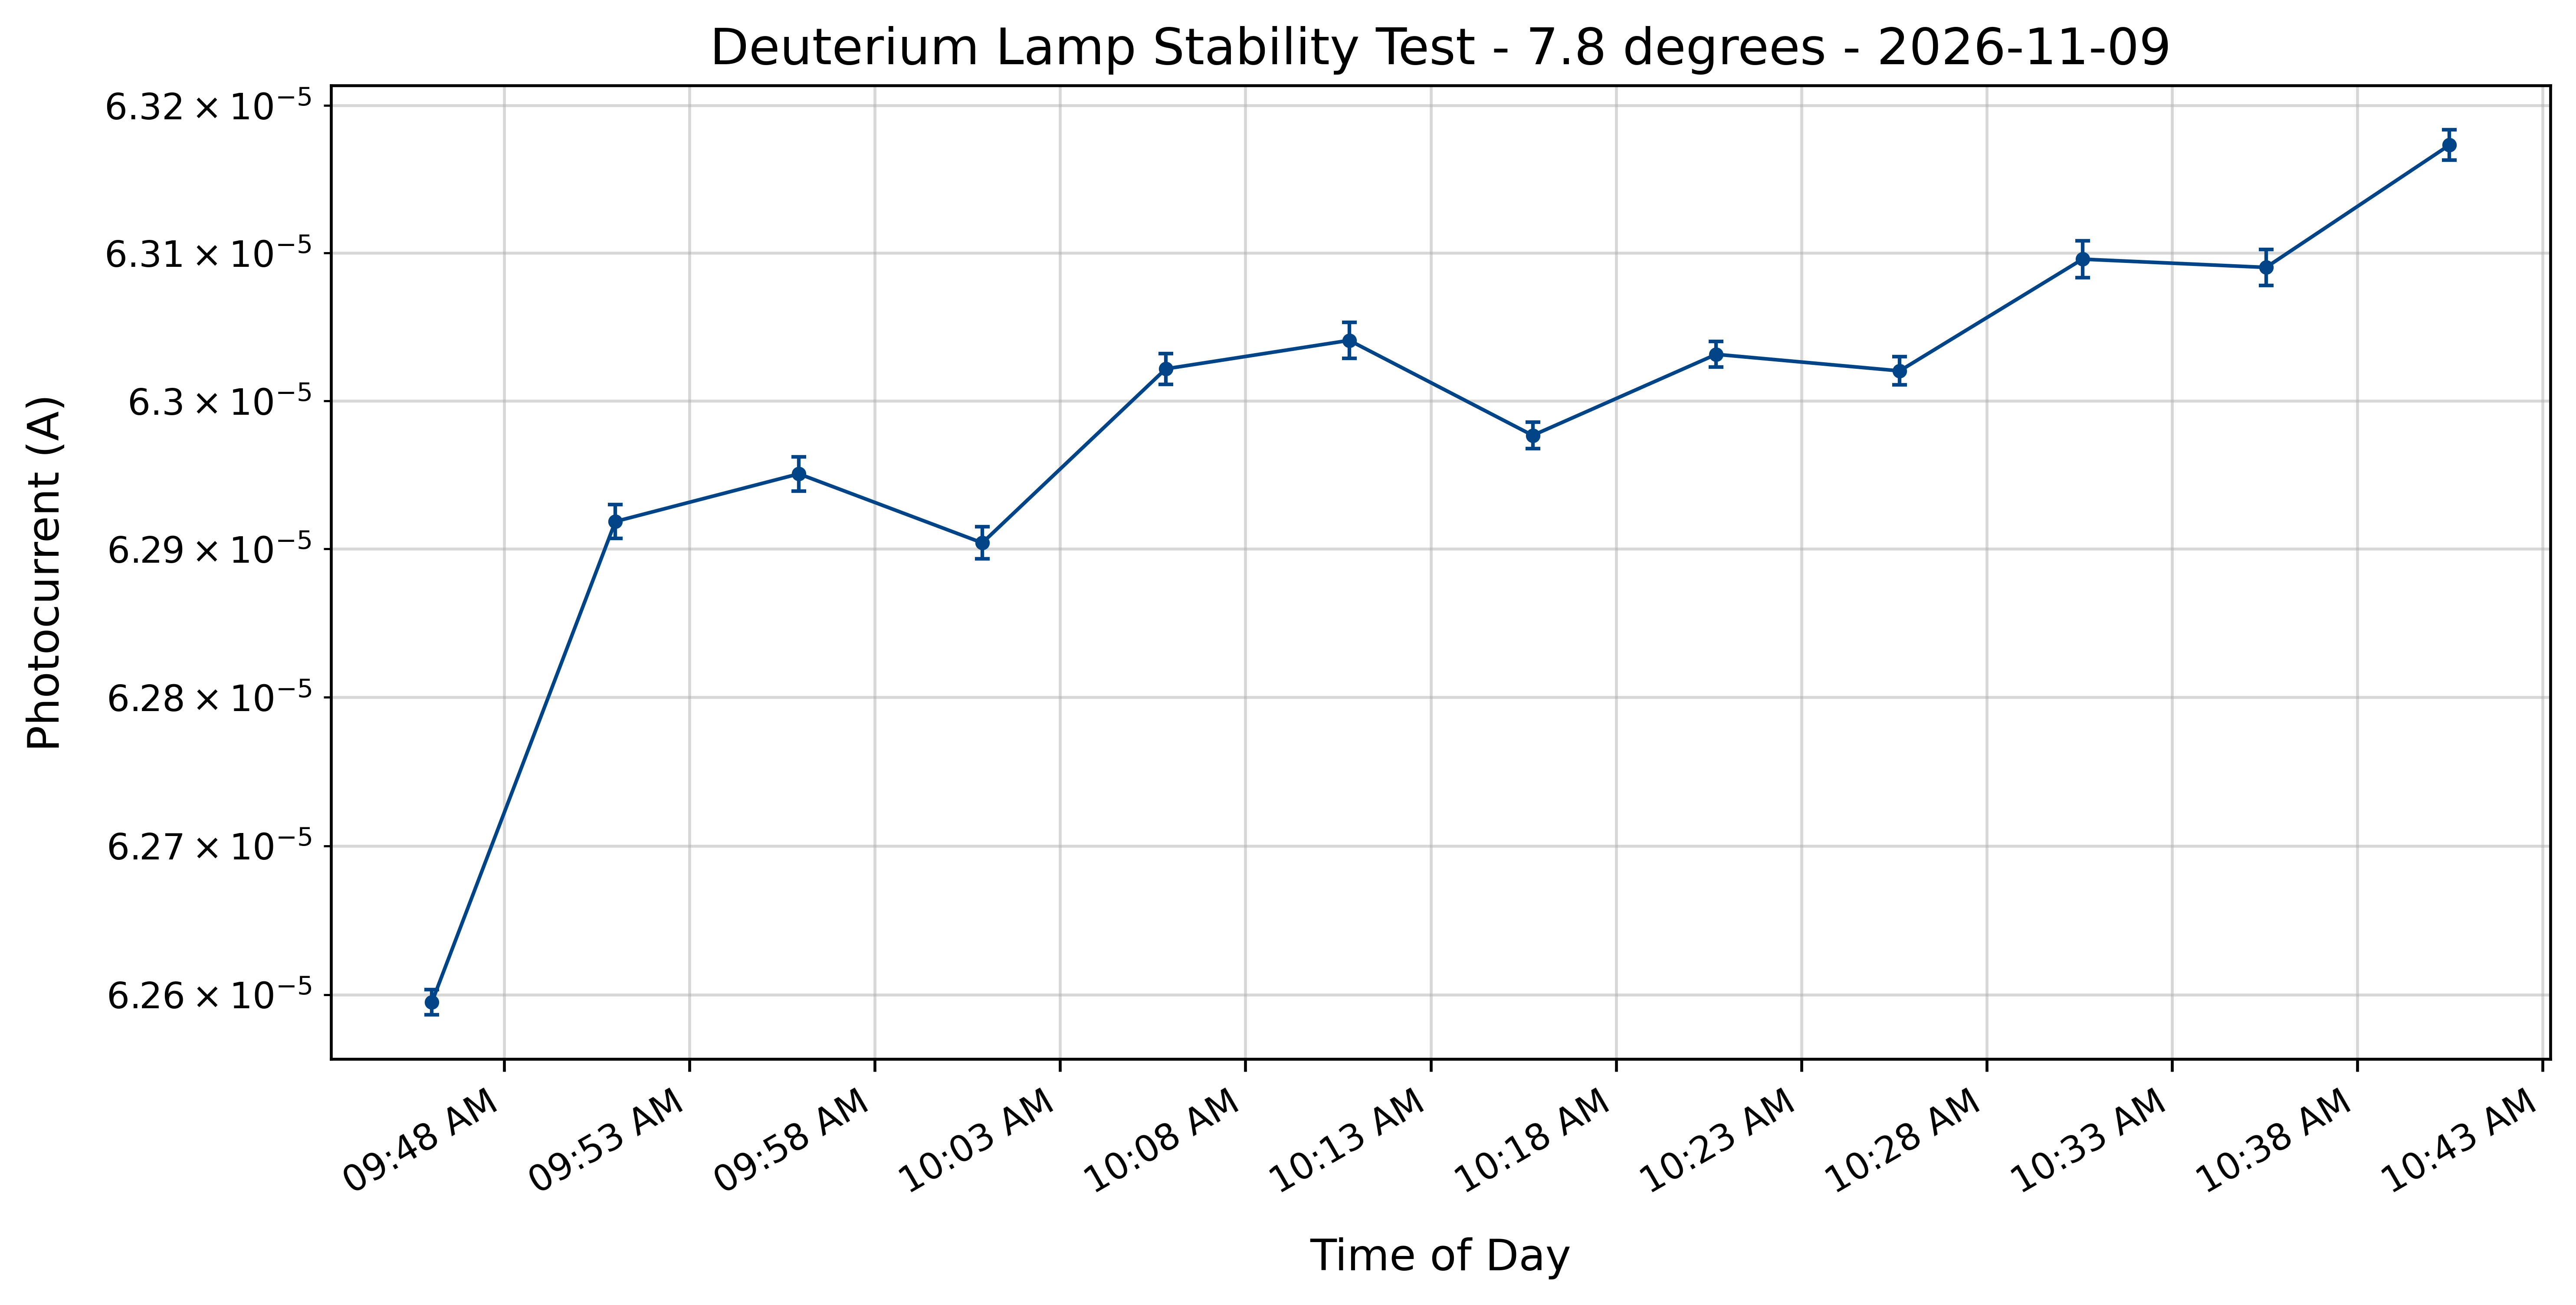 Deuterium Lamp Stability Test - 7.8 degrees - 2026-11-09
6.32 × 10⁻⁵
6.31 × 10⁻⁵
6.3 × 10⁻⁵
6.29 × 10⁻⁵
6.28 × 10⁻⁵
6.27 × 10⁻⁵
6.26 × 10⁻⁵
Photocurrent (A)
09:48 AM
09:53 AM
09:58 AM
10:03 AM
10:08 AM
10:13 AM
10:18 AM
10:23 AM
10:28 AM
10:33 AM
10:38 AM
10:43 AM
Time of Day